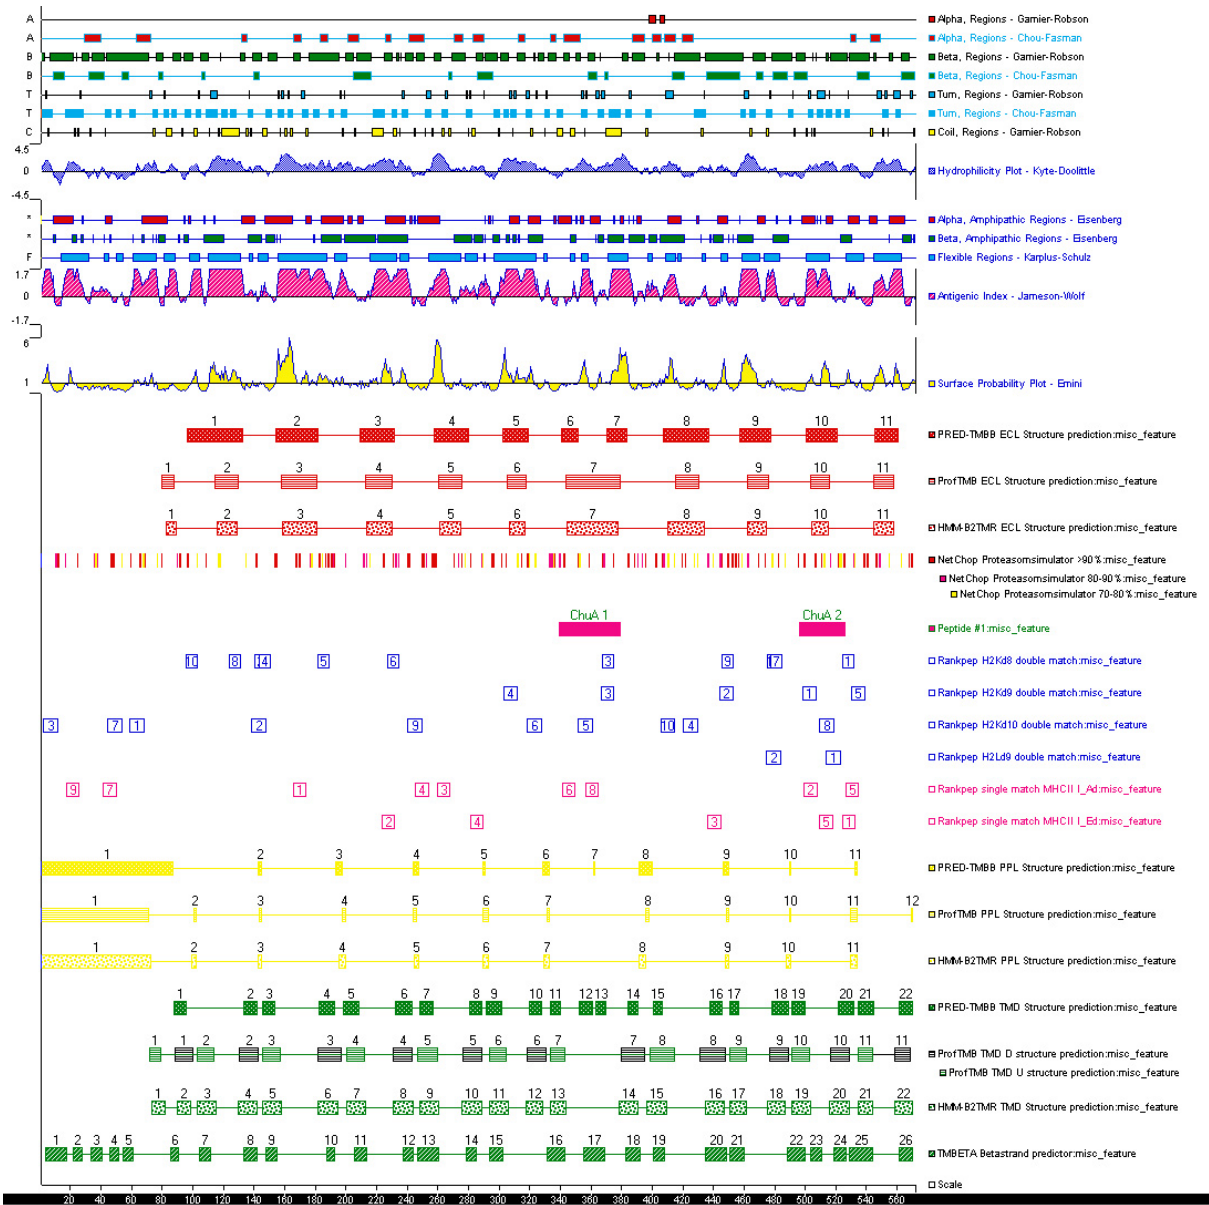 A Alpha, Regions - Garnier-Robson
A Alpha, Regions - Chou-Fasman
B Beta, Regions - Garnier-Robson
B Beta, Regions - Chou-Fasman
T Turn, Regions - Garnier-Robson
T Turn, Regions - Chou-Fasman
C Coil, Regions - Garnier-Robson
4.5
0 Hydrophilicity Plot - Kyte-Doolittle
-4.5
* Alpha, Amphipathic Regions - Eisenberg
* Beta, Amphipathic Regions - Eisenberg
F Flexible Regions - Karplus-Schulz
1.7
0 Antigenic Index - Jameson-Wolf
-1.7
6
1 Surface Probability Plot - Emini
1 2 3 4 5 6 7 8 9 10 11
PRED-TMBB ECL Structure prediction:misc_feature
1 2 3 4 5 6 7 8 9 10 11
ProfTMB ECL Structure prediction:misc_feature
1 2 3 4 5 6 7 8 9 10 11
HMM-B2TMR ECL Structure prediction:misc_feature
NetChop Proteasomsimulator >90%:misc_feature
NetChop Proteasomsimulator 80-90%:misc_feature
NetChop Proteasomsimulator 70-80%:misc_feature
ChuA 1 ChuA 2
Peptide #1:misc_feature
10 8 14 5 6 3 9 17 1 Rankpep H2Kd8 double match:misc_feature
4 3 2 1 5 Rankpep H2Kd9 double match:misc_feature
3 7 1 2 9 6 5 10 4 8 Rankpep H2Kd10 double match:misc_feature
2 1 Rankpep H2Ld9 double match:misc_feature
9 7 1 4 3 6 8 2 5 Rankpep single match MHCII I_Ad:misc_feature
2 4 3 5 1 Rankpep single match MHCII I_Ed:misc_feature
1 2 3 4 5 6 7 8 9 10 11
PRED-TMBB PPL Structure prediction:misc_feature
1 2 3 4 5 6 7 8 9 10 11 12
ProfTMB PPL Structure prediction:misc_feature
1 2 3 4 5 6 7 8 9 10 11
HMM-B2TMR PPL Structure prediction:misc_feature
1 2 3 4 5 6 7 8 9 10 11 12 13 14 15 16 17 18 19 20 21 22
PRED-TMBB TMD Structure prediction:misc_feature
1 1 2 2 3 3 4 4 5 5 6 6 7 7 8 8 9 9 10 10 11 11
ProfTMB TMD D structure prediction:misc_feature
ProfTMB TMD U structure prediction:misc_feature
1 2 3 4 5 6 7 8 9 10 11 12 13 14 15 16 17 18 19 20 21 22
HMM-B2TMR TMD Structure prediction:misc_feature
1 2 3 4 5 6 7 8 9 10 11 12 13 14 15 16 17 18 19 20 21 22 23 24 25 26
TMBETA Betastrand predictor:misc_feature
Scale
20 40 60 80 100 120 140 160 180 200 220 240 260 280 300 320 340 360 380 400 420 440 460 480 500 520 540 560